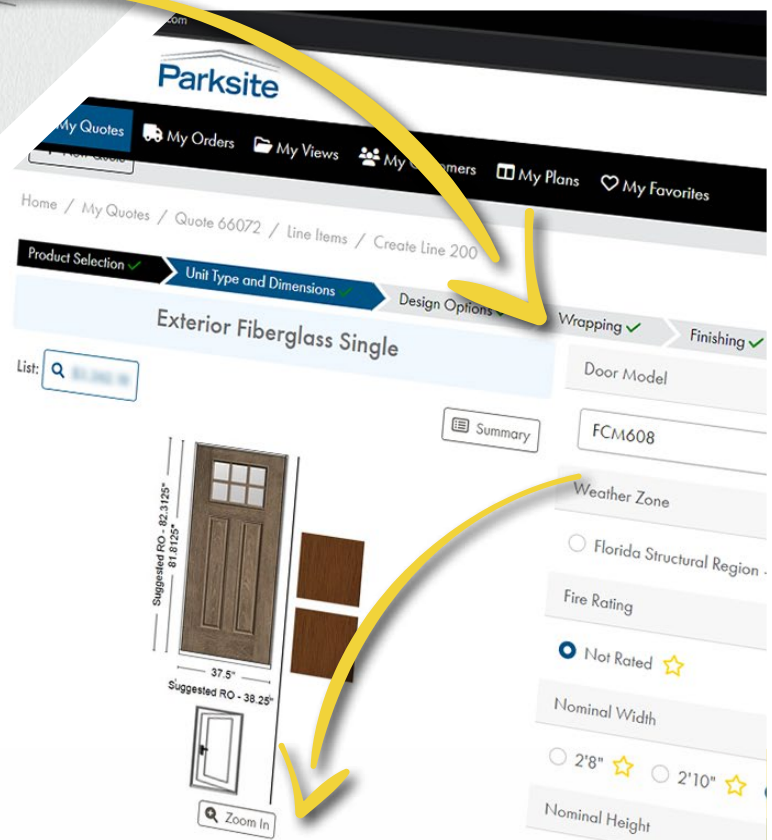 .com
Parksite
My Quotes
My Orders
My Views
My
My Plans
My Favorites
Home / My Quotes / Quote 66072 / Line Items / Create Line 200
Product Selection
Unit Type and Dimensions
Design Options
Wrapping
Finishing
Exterior Fiberglass Single
List:
Summary
Suggested RO - 82.3125"
81.8125"
37.5"
Suggested RO - 38.25"
Zoom In
Door Model
FCM608
Weather Zone
Florida Structural Region -
Fire Rating
Not Rated
Nominal Width
2'8"
2'10"
Nominal Height